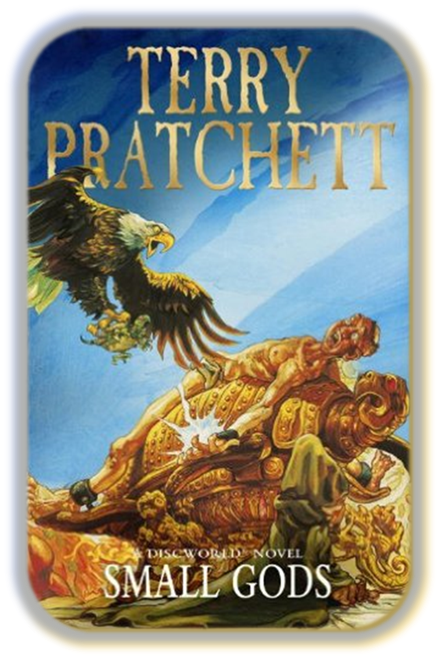 TERRY
PRATCHETT
A DISCWORLD® NOVEL
SMALL GODS